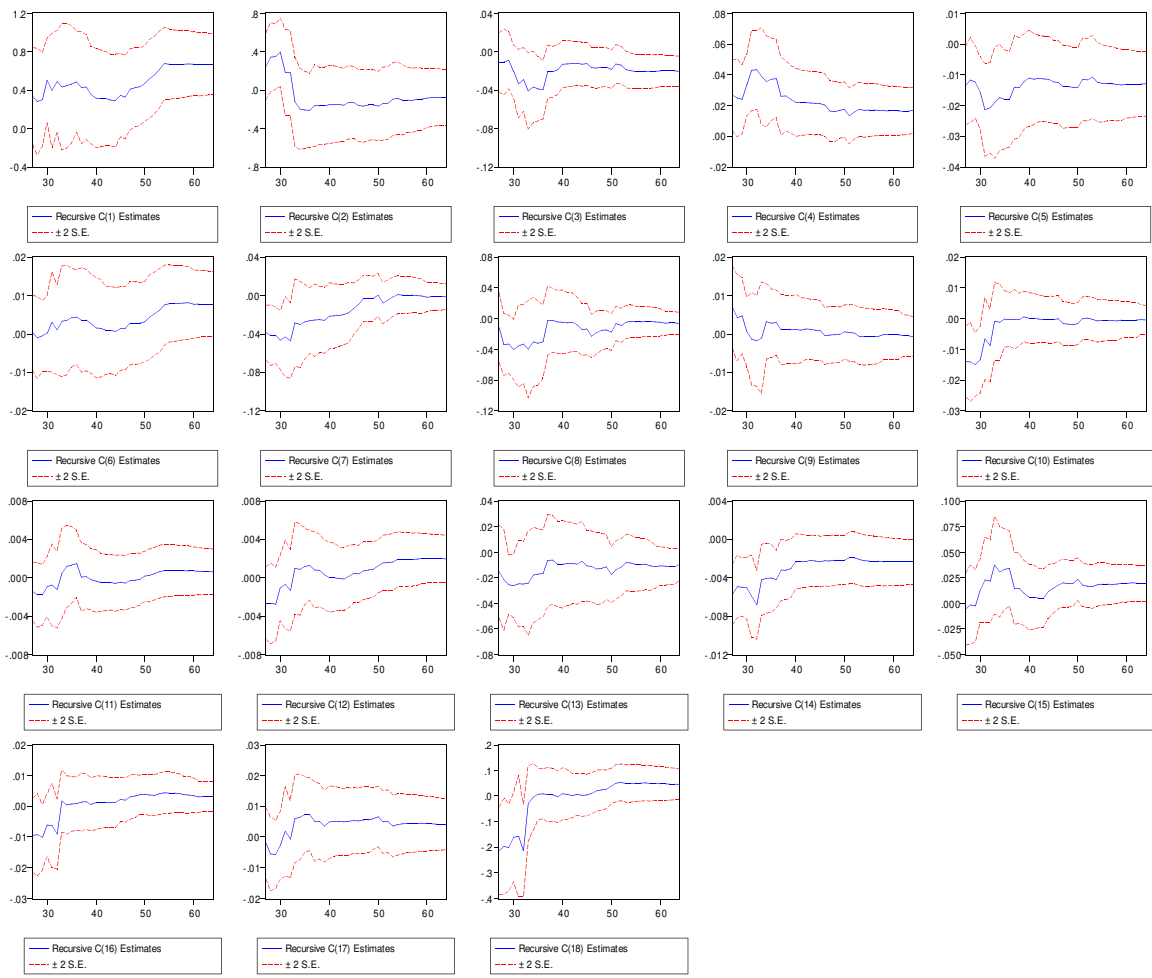 1.2
0.8
0.4
0.0
-0.4
30 40 50 60
Recursive C(1) Estimates
± 2 S.E.
.8
.4
.0
-.4
-.8
30 40 50 60
Recursive C(2) Estimates
± 2 S.E.
.04
.00
-.04
-.08
-.12
30 40 50 60
Recursive C(3) Estimates
± 2 S.E.
.08
.06
.04
.02
.00
-.02
30 40 50 60
Recursive C(4) Estimates
± 2 S.E.
.01
.00
-.01
-.02
-.03
-.04
30 40 50 60
Recursive C(5) Estimates
± 2 S.E.
.02
.01
.00
-.01
-.02
30 40 50 60
Recursive C(6) Estimates
± 2 S.E.
.04
.00
-.04
-.08
-.12
30 40 50 60
Recursive C(7) Estimates
± 2 S.E.
.08
.04
.00
-.04
-.08
-.12
30 40 50 60
Recursive C(8) Estimates
± 2 S.E.
.02
.01
.00
-.01
-.02
30 40 50 60
Recursive C(9) Estimates
± 2 S.E.
.02
.01
.00
-.01
-.02
-.03
30 40 50 60
Recursive C(10) Estimates
± 2 S.E.
.008
.004
.000
-.004
-.008
30 40 50 60
Recursive C(11) Estimates
± 2 S.E.
.008
.004
.000
-.004
-.008
30 40 50 60
Recursive C(12) Estimates
± 2 S.E.
.04
.02
.00
-.02
-.04
-.06
-.08
30 40 50 60
Recursive C(13) Estimates
± 2 S.E.
.004
.000
-.004
-.008
-.012
30 40 50 60
Recursive C(14) Estimates
± 2 S.E.
.100
.075
.050
.025
.000
-.025
-.050
30 40 50 60
Recursive C(15) Estimates
± 2 S.E.
.02
.01
.00
-.01
-.02
-.03
30 40 50 60
Recursive C(16) Estimates
± 2 S.E.
.03
.02
.01
.00
-.01
-.02
30 40 50 60
Recursive C(17) Estimates
± 2 S.E.
.2
.1
.0
-.1
-.2
-.3
-.4
30 40 50 60
Recursive C(18) Estimates
± 2 S.E.